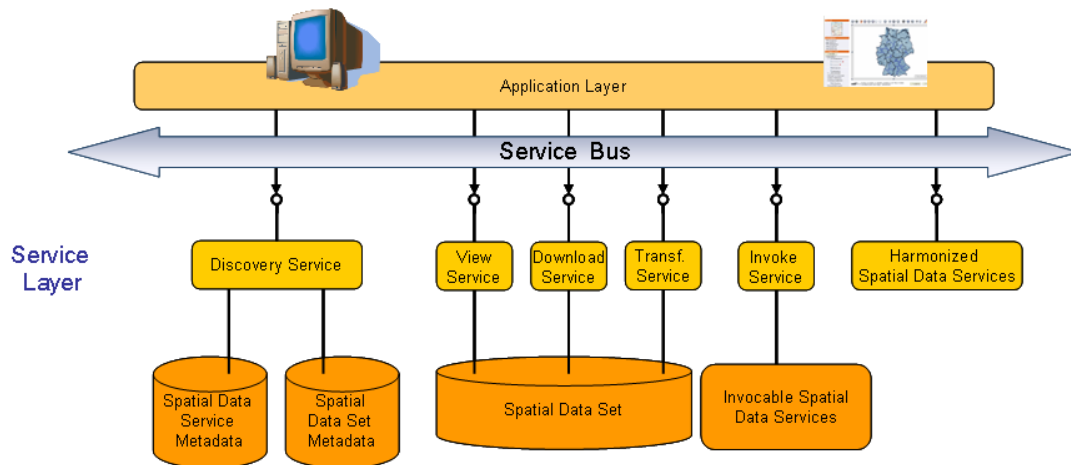 Application Layer
Service Bus
Service
Layer
Discovery Service
View
Service
Download
Service
Transf.
Service
Invoke
Service
Harmonized
Spatial Data Services
Spatial Data
Service
Metadata
Spatial
Data Set
Metadata
Spatial Data Set
Invocable Spatial
Data Services